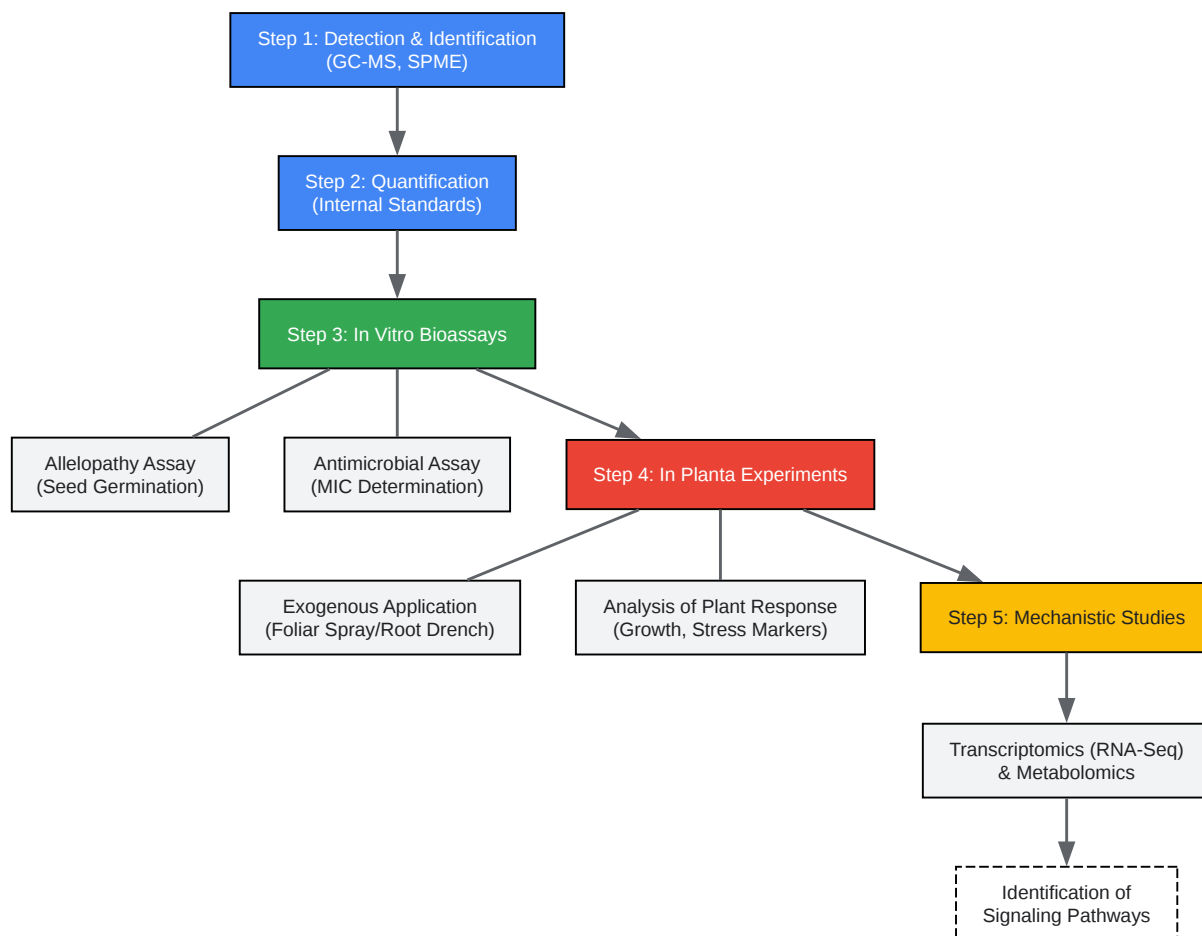 Step 1: Detection & Identification
(GC-MS, SPME)
Step 2: Quantification
(Internal Standards)
Step 3: In Vitro Bioassays
Allelopathy Assay
(Seed Germination)
Antimicrobial Assay
(MIC Determination)
Step 4: In Planta Experiments
Exogenous Application
(Foliar Spray/Root Drench)
Analysis of Plant Response
(Growth, Stress Markers)
Step 5: Mechanistic Studies
Transcriptomics (RNA-Seq)
& Metabolomics
Identification of
Signaling Pathways